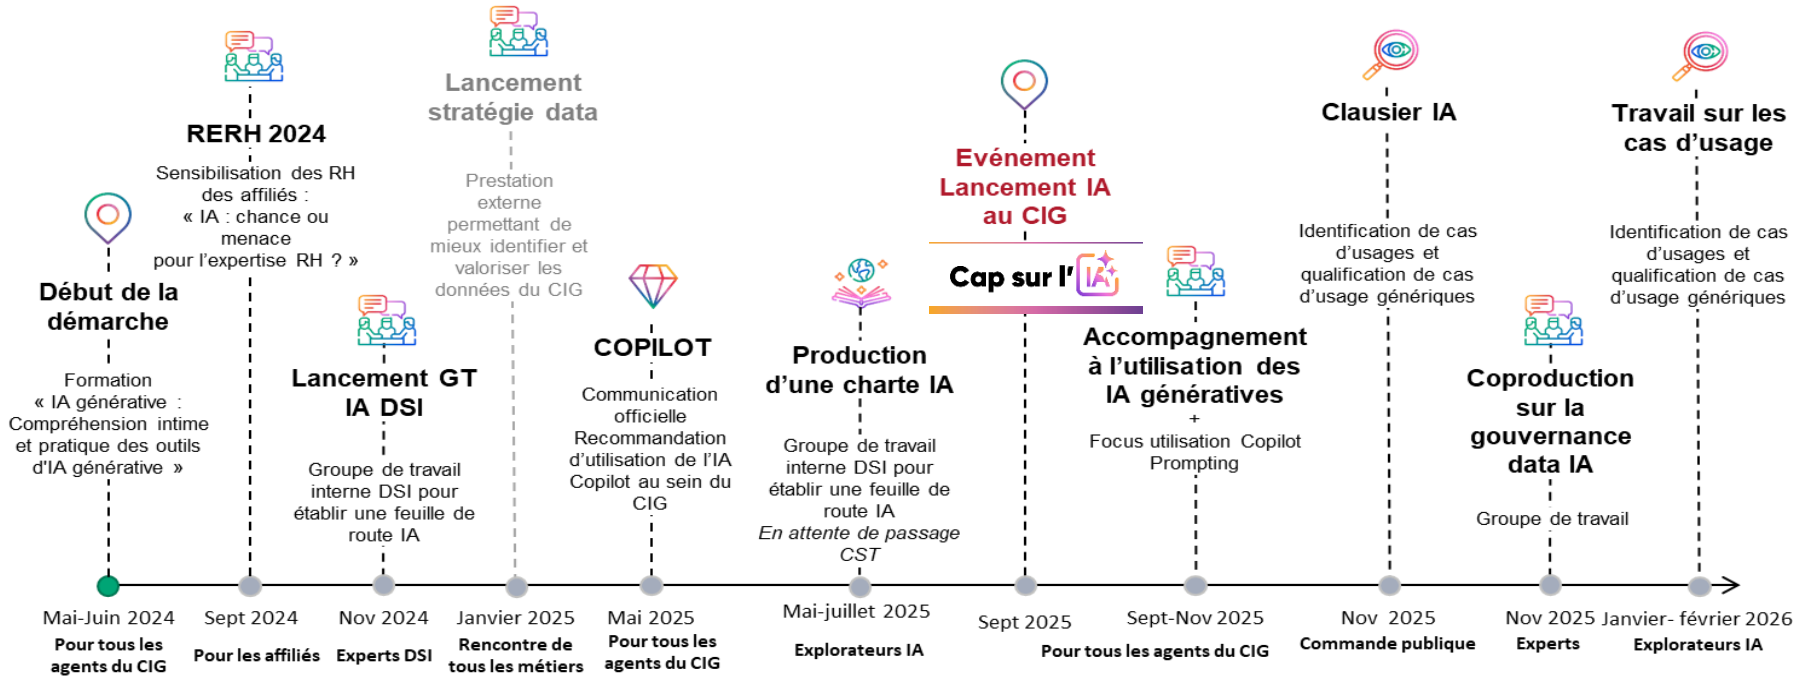 Début de la
démarche
Formation
« IA générative :
Compréhension intime
et pratique des outils
d'IA générative »
Mai-Juin 2024
Pour tous les
agents du CIG
RERH 2024
Sensibilisation des RH
des affiliés :
« IA : chance ou
menace
pour l’expertise RH ? »
Sept 2024
Pour les affiliés
Lancement GT
IA DSI
Groupe de travail
interne DSI pour
établir une feuille de
route IA
Nov 2024
Experts DSI
Lancement
stratégie data
Prestation
externe
permettant de
mieux identifier et
valoriser les
données du CIG
Janvier 2025
Rencontre de
tous les métiers
COPILOT
Communication
officielle
Recommandation
d’utilisation de l’IA
Copilot au sein du
CIG
Mai 2025
Pour tous les
agents du CIG
Production
d’une charte IA
Groupe de travail
interne DSI pour
établir une feuille de
route IA
En attente de passage
CST
Mai-juillet 2025
Explorateurs IA
Evénement
Lancement IA
au CIG
Cap sur l’IA
Sept 2025
Accompagnement
à l’utilisation des
IA génératives
+
Focus utilisation Copilot
Prompting
Sept-Nov 2025
Pour tous les agents du CIG
Clausier IA
Identification de cas
d’usages et
qualification de cas
d’usage génériques
Nov 2025
Commande publique
Coproduction
sur la
gouvernance
data IA
Groupe de travail
Nov 2025
Experts
Travail sur les
cas d’usage
Identification de cas
d’usages et
qualification de cas
d’usage génériques
Janvier- février 2026
Explorateurs IA